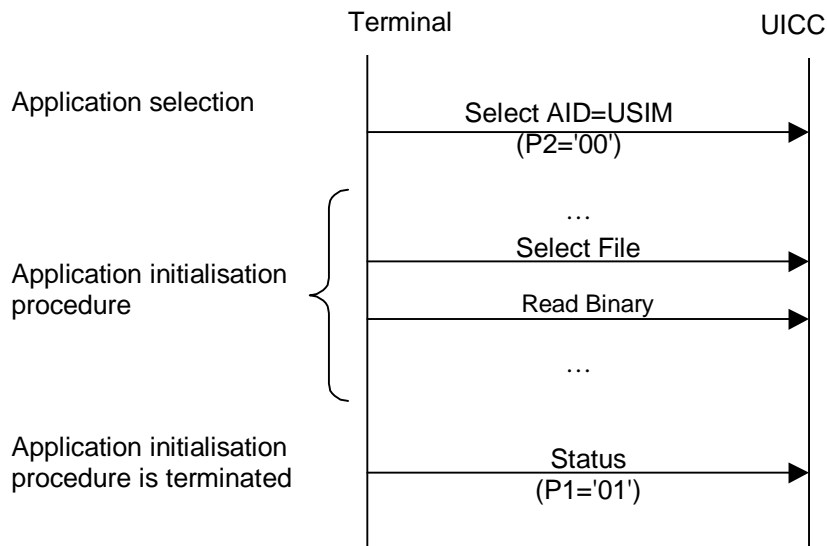 Terminal UICC
Application selection
Select AID=USIM
(P2='00')
...
Select File
Application initialisation
procedure
Read Binary
...
Application initialisation
procedure is terminated
Status
(P1='01')